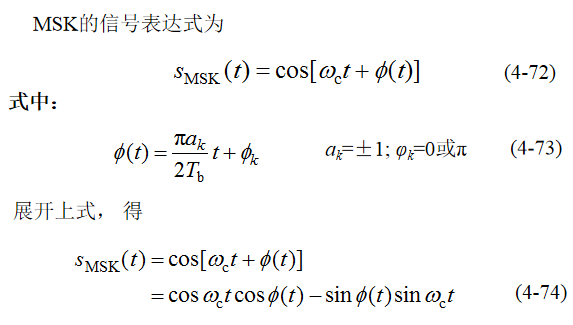 MSK的信号表达式为
s_MSK(t) = cos[ω_c t + ϕ(t)] (4-72)
式中：
ϕ(t) = πa_k/2T_b t + ϕ_k a_k=±1; φ_k=0或π (4-73)
展开上式， 得
s_MSK(t) = cos[ω_c t + ϕ(t)]
= cos ω_c t cos ϕ(t) − sin ϕ(t) sin ω_c t (4-74)